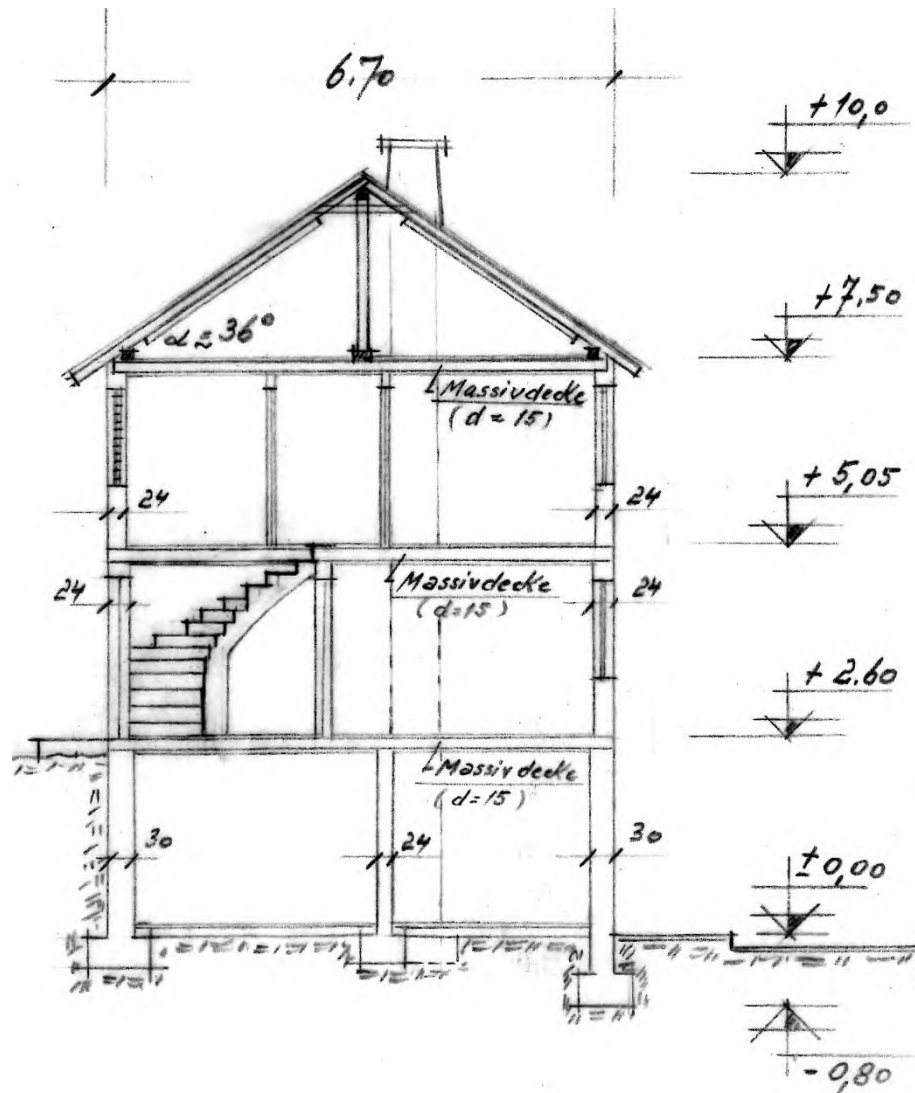 6.70
+ 10,0
+7,50
α ≈ 36°
Massivdecke
(d = 15)
+ 5,05
24
24
24
Massivdecke
(d=15)
24
+ 2.60
Massivdecke
(d=15)
30
24
30
± 0,00
- 0,80